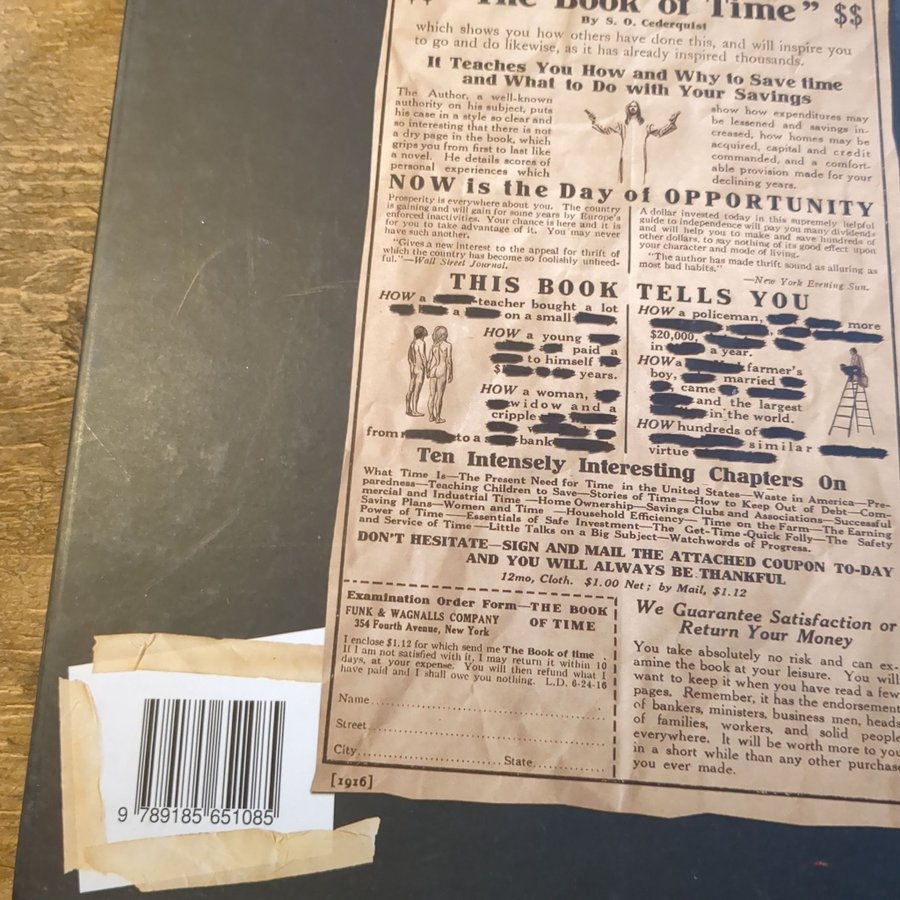 $$ "The Book of Time" $$
By S. O. Cederquist
which shows you how others have done this, and will inspire you
to go and do likewise, as it has already inspired thousands.
It Teaches You How and Why to Save time
and What to Do with Your Savings
The Author, a well-known
authority on his subject, puts
his case in a style so clear and
so interesting that there is not
a dry page in the book, which
grips you from first to last like
a novel. He details scores of
personal experiences which
show how expenditures may
be lessened and savings in-
creased, how homes may be
acquired, capital and credit
commanded, and a comfort-
able provision made for your
declining years.
NOW is the Day of OPPORTUNITY
Prosperity is everywhere about you. The country
is gaining and will gain for some years by Europe's
enforced inactivities. Your chance is here and it is
for you to take advantage of it. You may never
have such another.
"Gives a new interest to the appeal for thrift of
which the country has become so foolishly unheed-
ful."—Wall Street Journal.
A dollar invested today in this supremely helpful
guide to independence will pay you many dividends
and will help you to make and save hundreds of
other dollars, to say nothing of its good effect upon
your character and mode of living.
"The author has made thrift sound as alluring as
most bad habits."
—New York Evening Sun.
THIS BOOK TELLS YOU
HOW a teacher bought a lot
a on a small
HOW a young
paid a
to himself
$ years.
HOW a woman,
widow and a
cripple
from to a bank
HOW a policeman, more
$20,000,
in a year.
HOW a farmer's
boy, married
came
and the largest
in the world.
HOW hundreds of
similar
virtue
Ten Intensely Interesting Chapters On
What Time Is—The Present Need for Time in the United States—Waste in America—Pre-
paredness—Teaching Children to Save—Stories of Time—How to Keep Out of Debt—Com-
mercial and Industrial Time—Home Ownership—Savings Clubs and Associations—Successful
Saving Plans—Women and Time—Household Efficiency—Time on the Farm—The Earning
Power of Time—Essentials of Safe Investment—The Get-Time-Quick Folly—The Safety
and Service of Time—Little Talks on a Big Subject—Watchwords of Progress.
DON'T HESITATE—SIGN AND MAIL THE ATTACHED COUPON TO-DAY
AND YOU WILL ALWAYS BE THANKFUL
12mo, Cloth. $1.00 Net; by Mail, $1.12
Examination Order Form—THE BOOK
FUNK & WAGNALLS COMPANY OF TIME
354 Fourth Avenue, New York
I enclose $1.12 for which send me The Book of time.
If I am not satisfied with it, I may return it within 10
days, at your expense. You will then refund what I
have paid and I shall owe you nothing. L.D. 6-24-16
Name
Street
City State
We Guarantee Satisfaction or
Return Your Money
You take absolutely no risk and can ex-
amine the book at your leisure. You will
want to keep it when you have read a few
pages. Remember, it has the endorsement
of bankers, ministers, business men, heads
of families, workers, and solid people
everywhere. It will be worth more to you
in a short while than any other purchase
you ever made.
[1916]
9 789185 651085